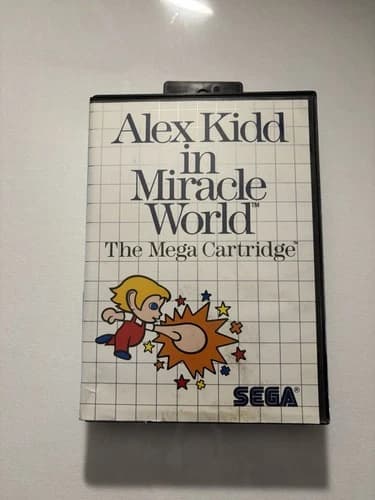 Alex Kidd
in
Miracle
World™
The Mega Cartridge™
SEGA®